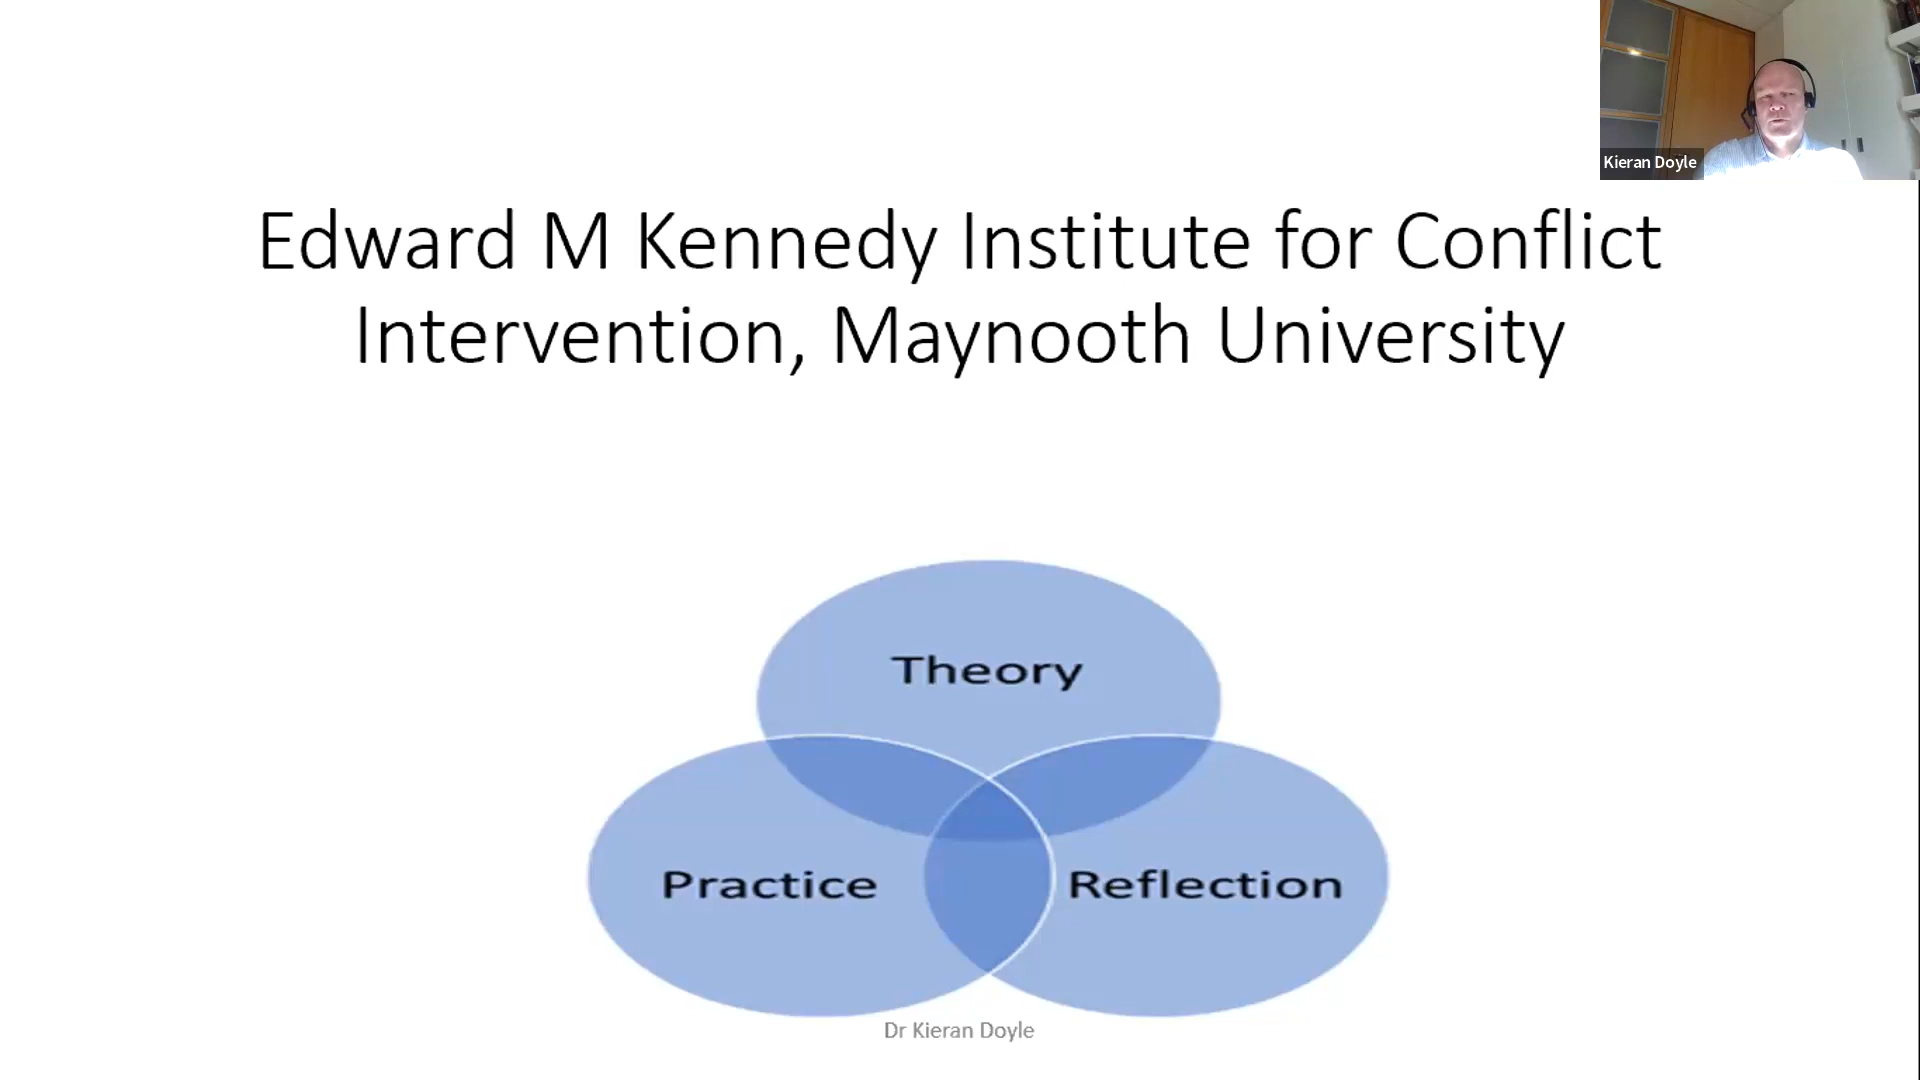 Kieran Doyle
Edward M Kennedy Institute for Conflict
Intervention, Maynooth University
Theory
Practice
Reflection
Dr Kieran Doyle